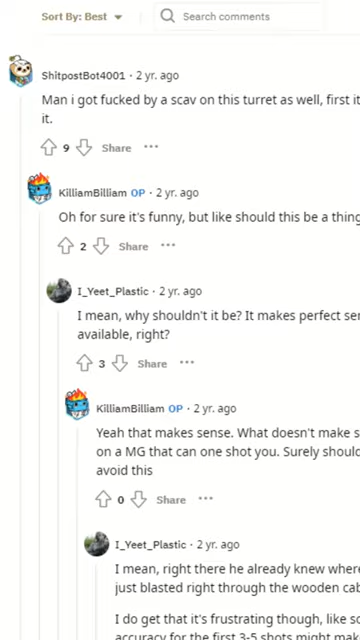 Sort By: Best
Search comments
ShitpostBot4001 · 2 yr. ago
Man i got fucked by a scav on this turret as well, first it
it.
9 Share ···
KilliamBilliam OP · 2 yr. ago
Oh for sure it's funny, but like should this be a thing
2 Share ···
I_Yeet_Plastic · 2 yr. ago
I mean, why shouldn't it be? It makes perfect
available, right?
3 Share ···
KilliamBilliam OP · 2 yr. ago
Yeah that makes sense. What doesn't make
on a MG that can one shot you. Surely
avoid this
0 Share ···
I_Yeet_Plastic · 2 yr. ago
I mean, right there he already knew where
just blasted right through the wooden
I do get that it's frustrating though, like
accuracy for the first 3-5 shots might